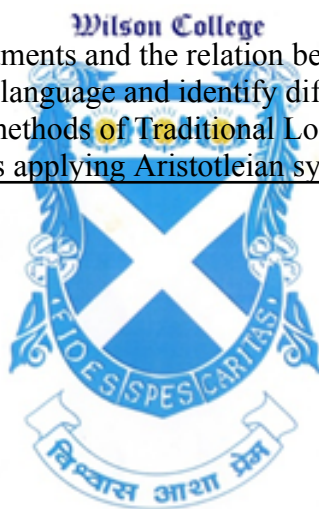 Wilson College
ments and the relation be
language and identify dif
nethods of Traditional Lo
s applying Aristotleian sy
FIDES SPES CARITAS
विश्वास आशा प्रेम